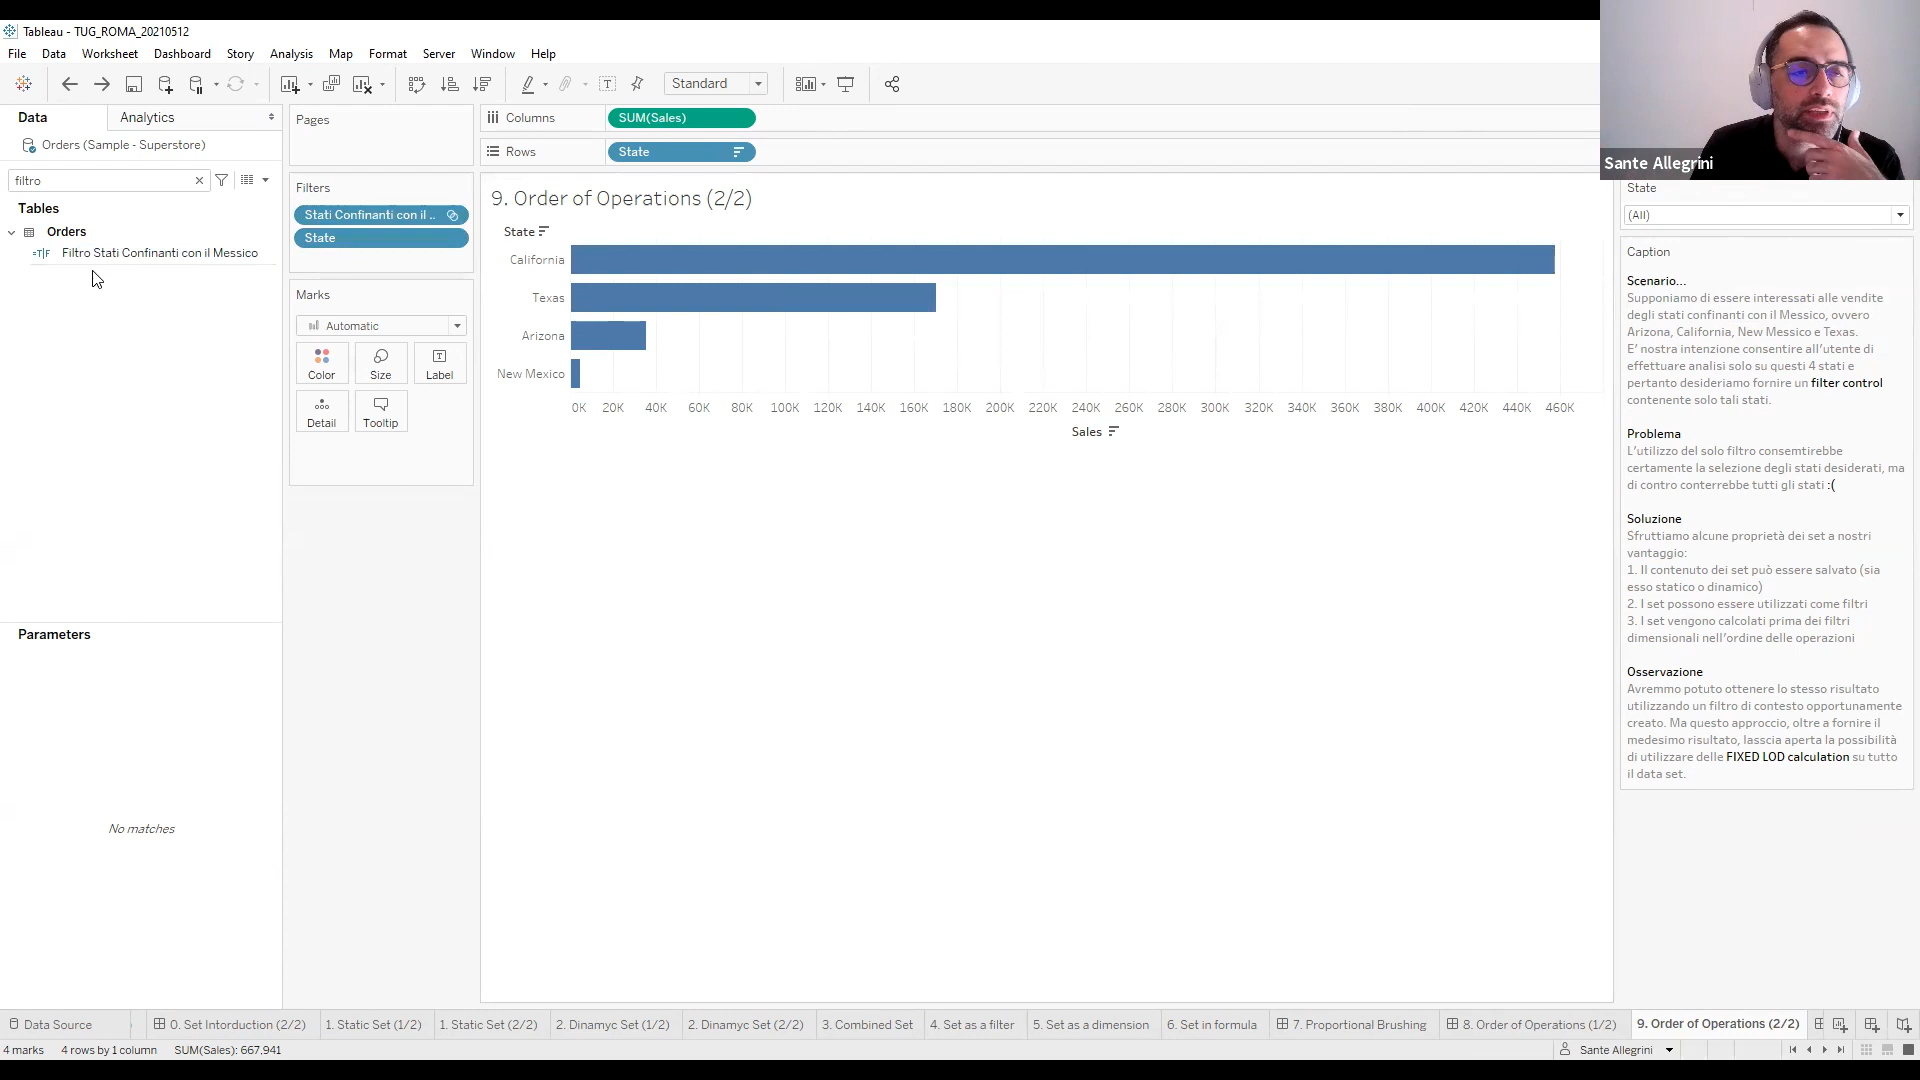 Tableau - TUG_ROMA_20210512
File Data Worksheet Dashboard Story Analysis Map Format Server Window Help
Standard
Sante Allegrini
Data
Analytics
Orders (Sample - Superstore)
filtro
Tables
Orders
=T|F Filtro Stati Confinanti con il Messico
Parameters
No matches
Pages
Filters
Stati Confinanti con il ..
State
Marks
Automatic
Color Size Label
Detail Tooltip
Columns SUM(Sales)
Rows State
9. Order of Operations (2/2)
State
California
Texas
Arizona
New Mexico
0K 20K 40K 60K 80K 100K 120K 140K 160K 180K 200K 220K 240K 260K 280K 300K 320K 340K 360K 380K 400K 420K 440K 460K
Sales
State
(All)
Caption
Scenario...
Supponiamo di essere interessati alle vendite
degli stati confinanti con il Messico, ovvero
Arizona, California, New Messico e Texas.
E' nostra intenzione consentire all'utente di
effettuare analisi solo su questi 4 stati e
pertanto desideriamo fornire un filter control
contenente solo tali stati.
Problema
L'utilizzo del solo filtro consemtirebbe
certamente la selezione degli stati desiderati, ma
di contro conterrebbe tutti gli stati :(
Soluzione
Sfruttiamo alcune proprietà dei set a nostri
vantaggio:
1. Il contenuto dei set può essere salvato (sia
esso statico o dinamico)
2. I set possono essere utilizzati come filtri
3. I set vengono calcolati prima dei filtri
dimensionali nell'ordine delle operazioni
Osservazione
Avremmo potuto ottenere lo stesso risultato
utilizzando un filtro di contesto opportunamente
creato. Ma questo approccio, oltre a fornire il
medesimo risultato, lasscia aperta la possibilità
di utilizzare delle FIXED LOD calculation su tutto
il data set.
Data Source
0. Set Intorduction (2/2)
1. Static Set (1/2)
1. Static Set (2/2)
2. Dinamyc Set (1/2)
2. Dinamyc Set (2/2)
3. Combined Set
4. Set as a filter
5. Set as a dimension
6. Set in formula
7. Proportional Brushing
8. Order of Operations (1/2)
9. Order of Operations (2/2)
4 marks 4 rows by 1 column SUM(Sales): 667,941
Sante Allegrini